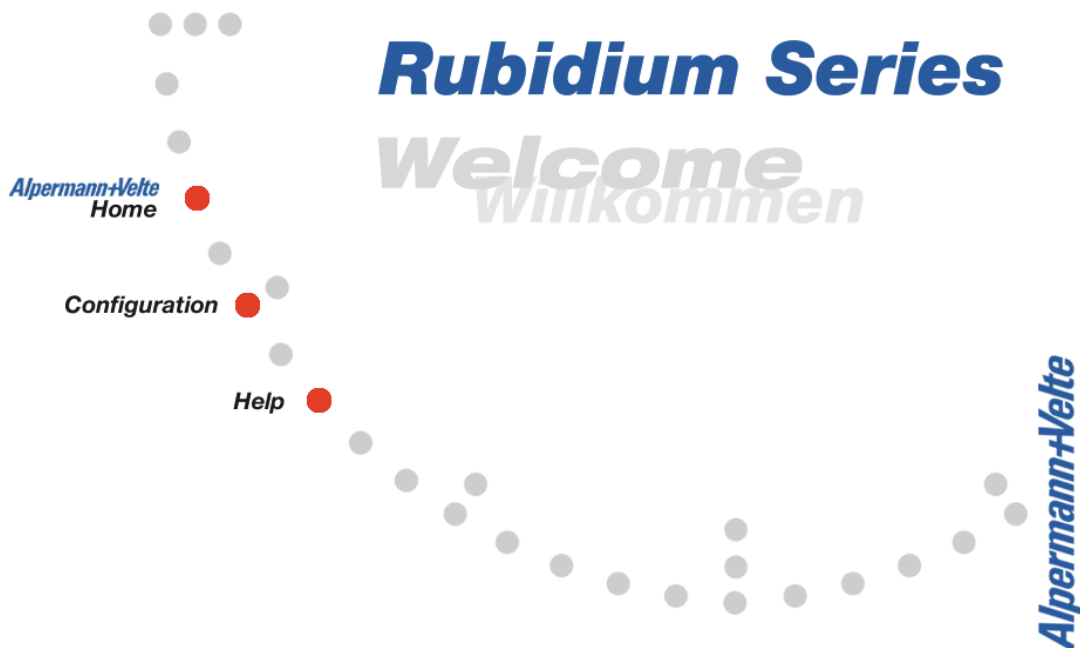 Rubidium Series
Welcome
Willkommen
Alpermann+Velte
Home
Configuration
Help
Alpermann+Velte